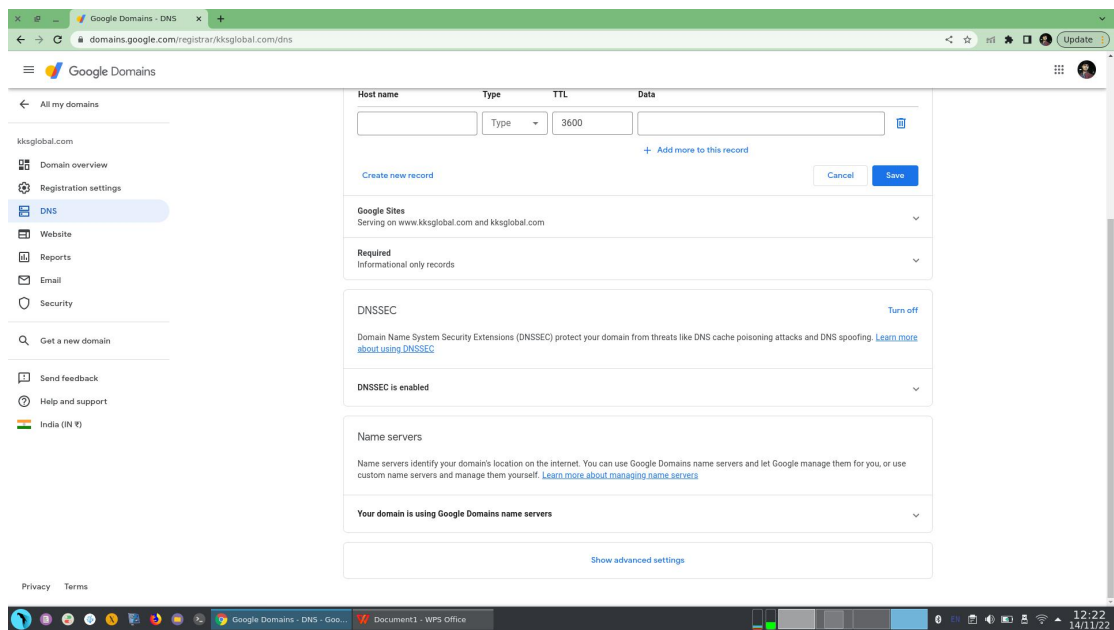 Google Domains - DNS
domains.google.com/registrar/kksglobal.com/dns
Update
Google Domains
All my domains
kksglobal.com
Domain overview
Registration settings
DNS
Website
Reports
Email
Security
Get a new domain
Send feedback
Help and support
India (IN ₹)
Privacy Terms
Host name Type TTL Data
Type 3600
+ Add more to this record
Create new record Cancel Save
Google Sites
Serving on www.kksglobal.com and kksglobal.com
Required
Informational only records
DNSSEC Turn off
Domain Name System Security Extensions (DNSSEC) protect your domain from threats like DNS cache poisoning attacks and DNS spoofing. Learn more
about using DNSSEC
DNSSEC is enabled
Name servers
Name servers identify your domain's location on the internet. You can use Google Domains name servers and let Google manage them for you, or use
custom name servers and manage them yourself. Learn more about managing name servers
Your domain is using Google Domains name servers
Show advanced settings
Google Domains - DNS - Goo... Document1 - WPS Office
EN
12:22
14/11/22